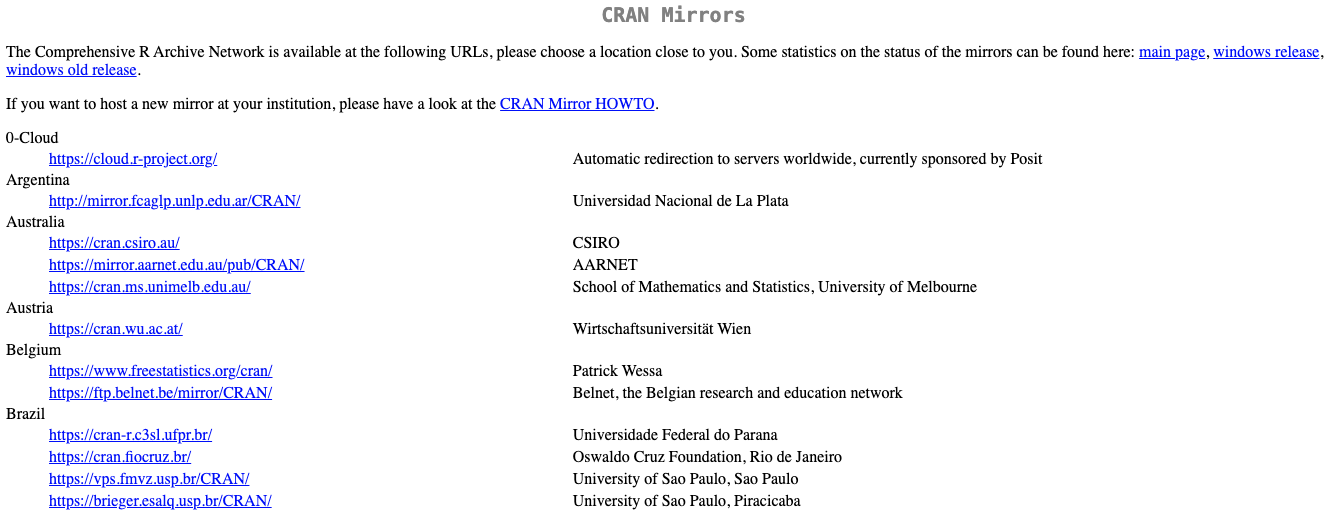 CRAN Mirrors
The Comprehensive R Archive Network is available at the following URLs, please choose a location close to you. Some statistics on the status of the mirrors can be found here: main page, windows release,
windows old release.
If you want to host a new mirror at your institution, please have a look at the CRAN Mirror HOWTO.
0-Cloud
https://cloud.r-project.org/ Automatic redirection to servers worldwide, currently sponsored by Posit
Argentina
http://mirror.fcaglp.unlp.edu.ar/CRAN/ Universidad Nacional de La Plata
Australia
https://cran.csiro.au/ CSIRO
https://mirror.aarnet.edu.au/pub/CRAN/ AARNET
https://cran.ms.unimelb.edu.au/ School of Mathematics and Statistics, University of Melbourne
Austria
https://cran.wu.ac.at/ Wirtschaftsuniversität Wien
Belgium
https://www.freestatistics.org/cran/ Patrick Wessa
https://ftp.belnet.be/mirror/CRAN/ Belnet, the Belgian research and education network
Brazil
https://cran-r.c3sl.ufpr.br/ Universidade Federal do Parana
https://cran.fiocruz.br/ Oswaldo Cruz Foundation, Rio de Janeiro
https://vps.fmvz.usp.br/CRAN/ University of Sao Paulo, Sao Paulo
https://brieger.esalq.usp.br/CRAN/ University of Sao Paulo, Piracicaba